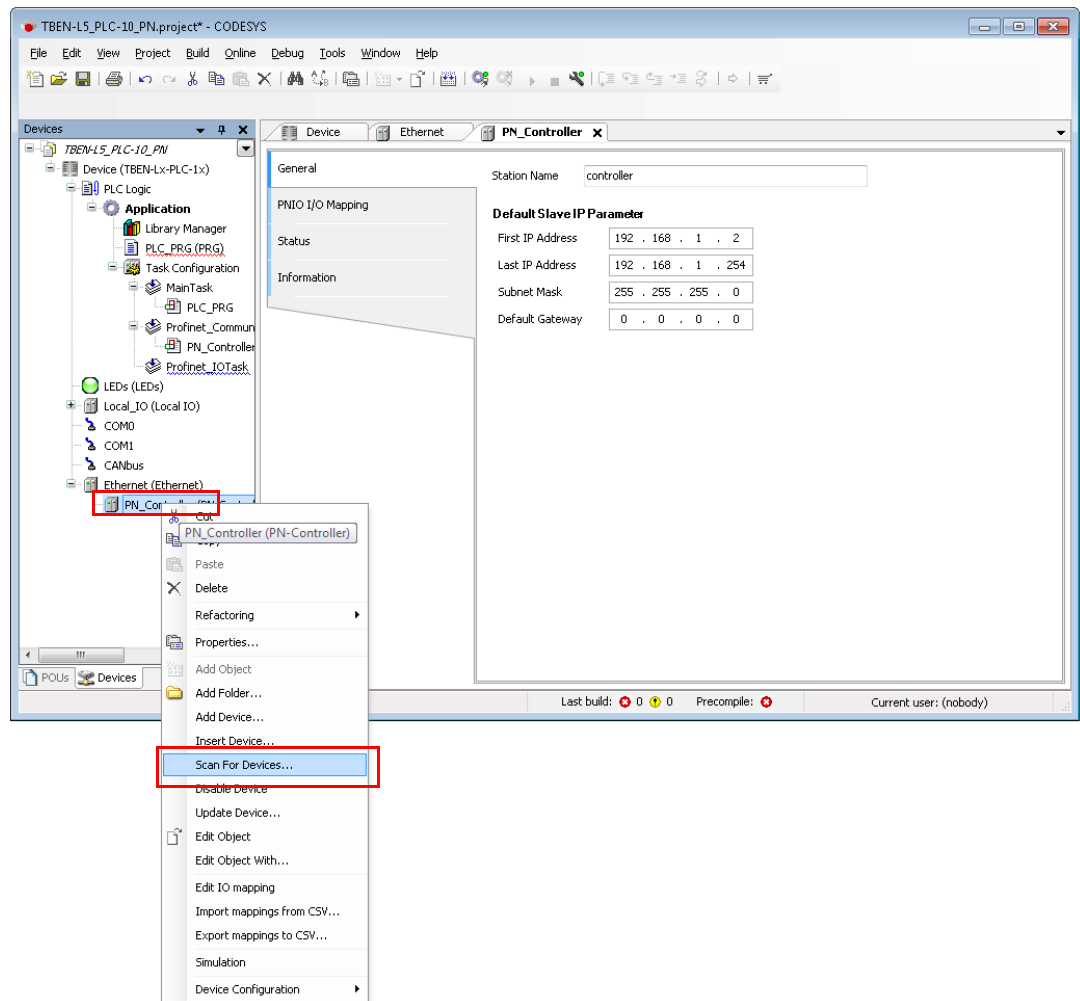 TBEN-L5_PLC-10_PN.project* - CODESYS
File Edit View Project Build Online Debug Tools Window Help
Devices
TBEN-L5_PLC-10_PN
Device (TBEN-Lx-PLC-1x)
PLC Logic
Application
Library Manager
PLC_PRG (PRG)
Task Configuration
MainTask
PLC_PRG
Profinet_Commun
PN_Controller
Profinet_IOTask
LEDs (LEDs)
Local_IO (Local IO)
COM0
COM1
CANbus
Ethernet (Ethernet)
POUs Devices
Device Ethernet PN_Controller
General
PNIO I/O Mapping
Status
Information
Station Name controller
Default Slave IP Parameter
First IP Address 192 . 168 . 1 . 2
Last IP Address 192 . 168 . 1 . 254
Subnet Mask 255 . 255 . 255 . 0
Default Gateway 0 . 0 . 0 . 0
Last build: 0 0 Precompile: Current user: (nobody)
Cut
PN_Controller (PN-Controller)
Copy
Paste
Delete
Refactoring
Properties...
Add Object
Add Folder...
Add Device...
Insert Device...
Scan For Devices...
Disable Device
Update Device...
Edit Object
Edit Object With...
Edit IO mapping
Import mappings from CSV...
Export mappings to CSV...
Simulation
Device Configuration